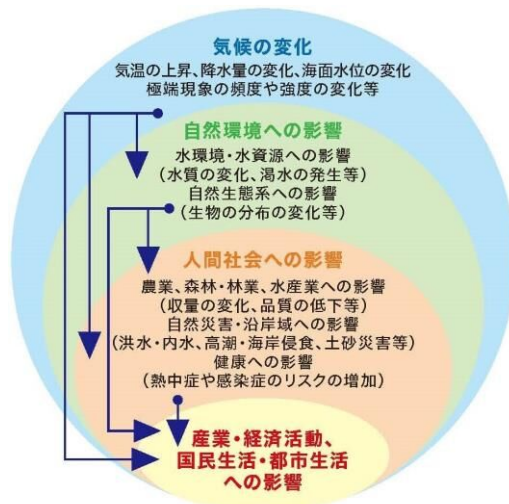 気候の変化
気温の上昇、降水量の変化、海面水位の変化
極端現象の頻度や強度の変化等
自然環境への影響
水環境・水資源への影響
(水質の変化、渇水の発生等)
自然生態系への影響
(生物の分布の変化等)
人間社会への影響
農業、森林・林業、水産業への影響
(収量の変化、品質の低下等)
自然災害・沿岸域への影響
(洪水・内水、高潮・海岸侵食、土砂災害等)
健康への影響
(熱中症や感染症のリスクの増加)
産業・経済活動、
国民生活・都市生活
への影響